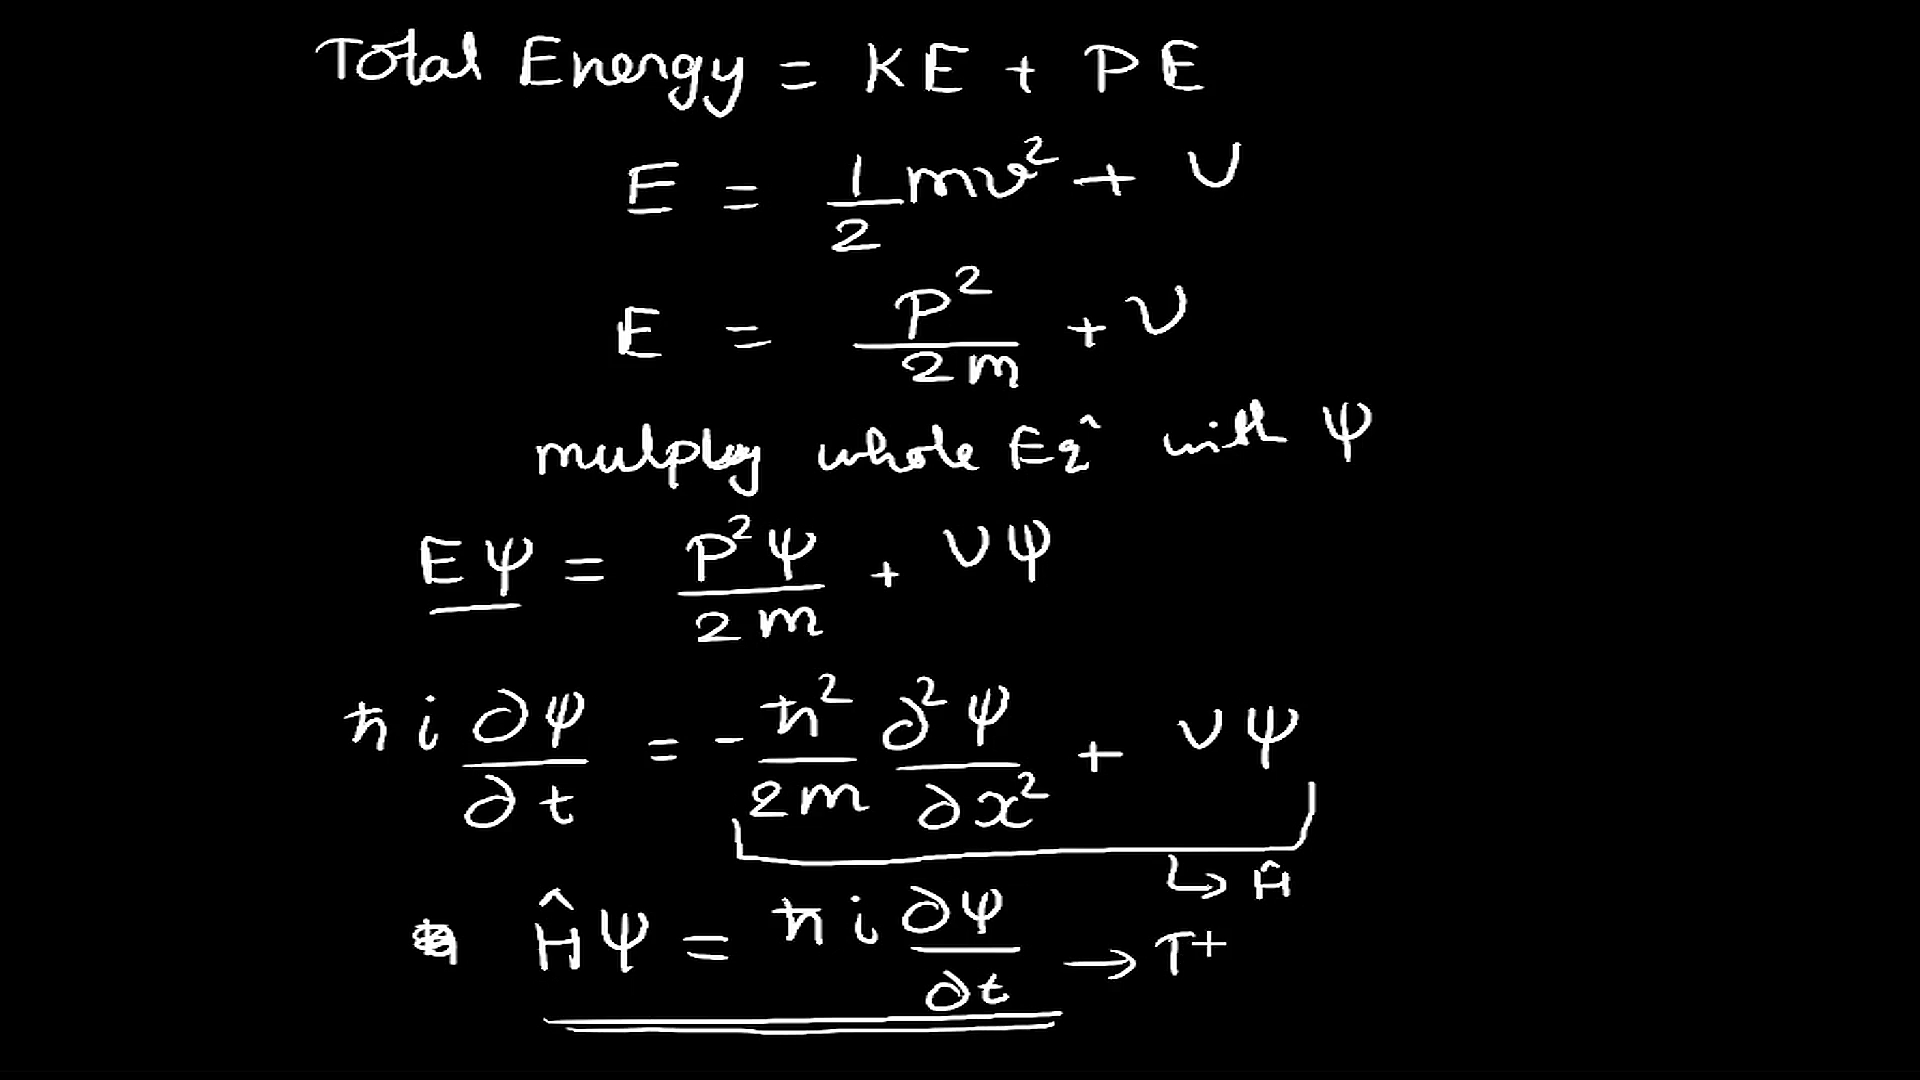 Total Energy = KE + PE
E = 1/2 mv² + V
E = P²/2m + V
mulply whole Eqⁿ with ψ
Eψ = P²ψ/2m + Vψ
ħi ∂ψ/∂t = -ħ²/2m ∂²ψ/∂x² + Vψ
↳ Ĥ
Ĥψ = ħi ∂ψ/∂t → T+